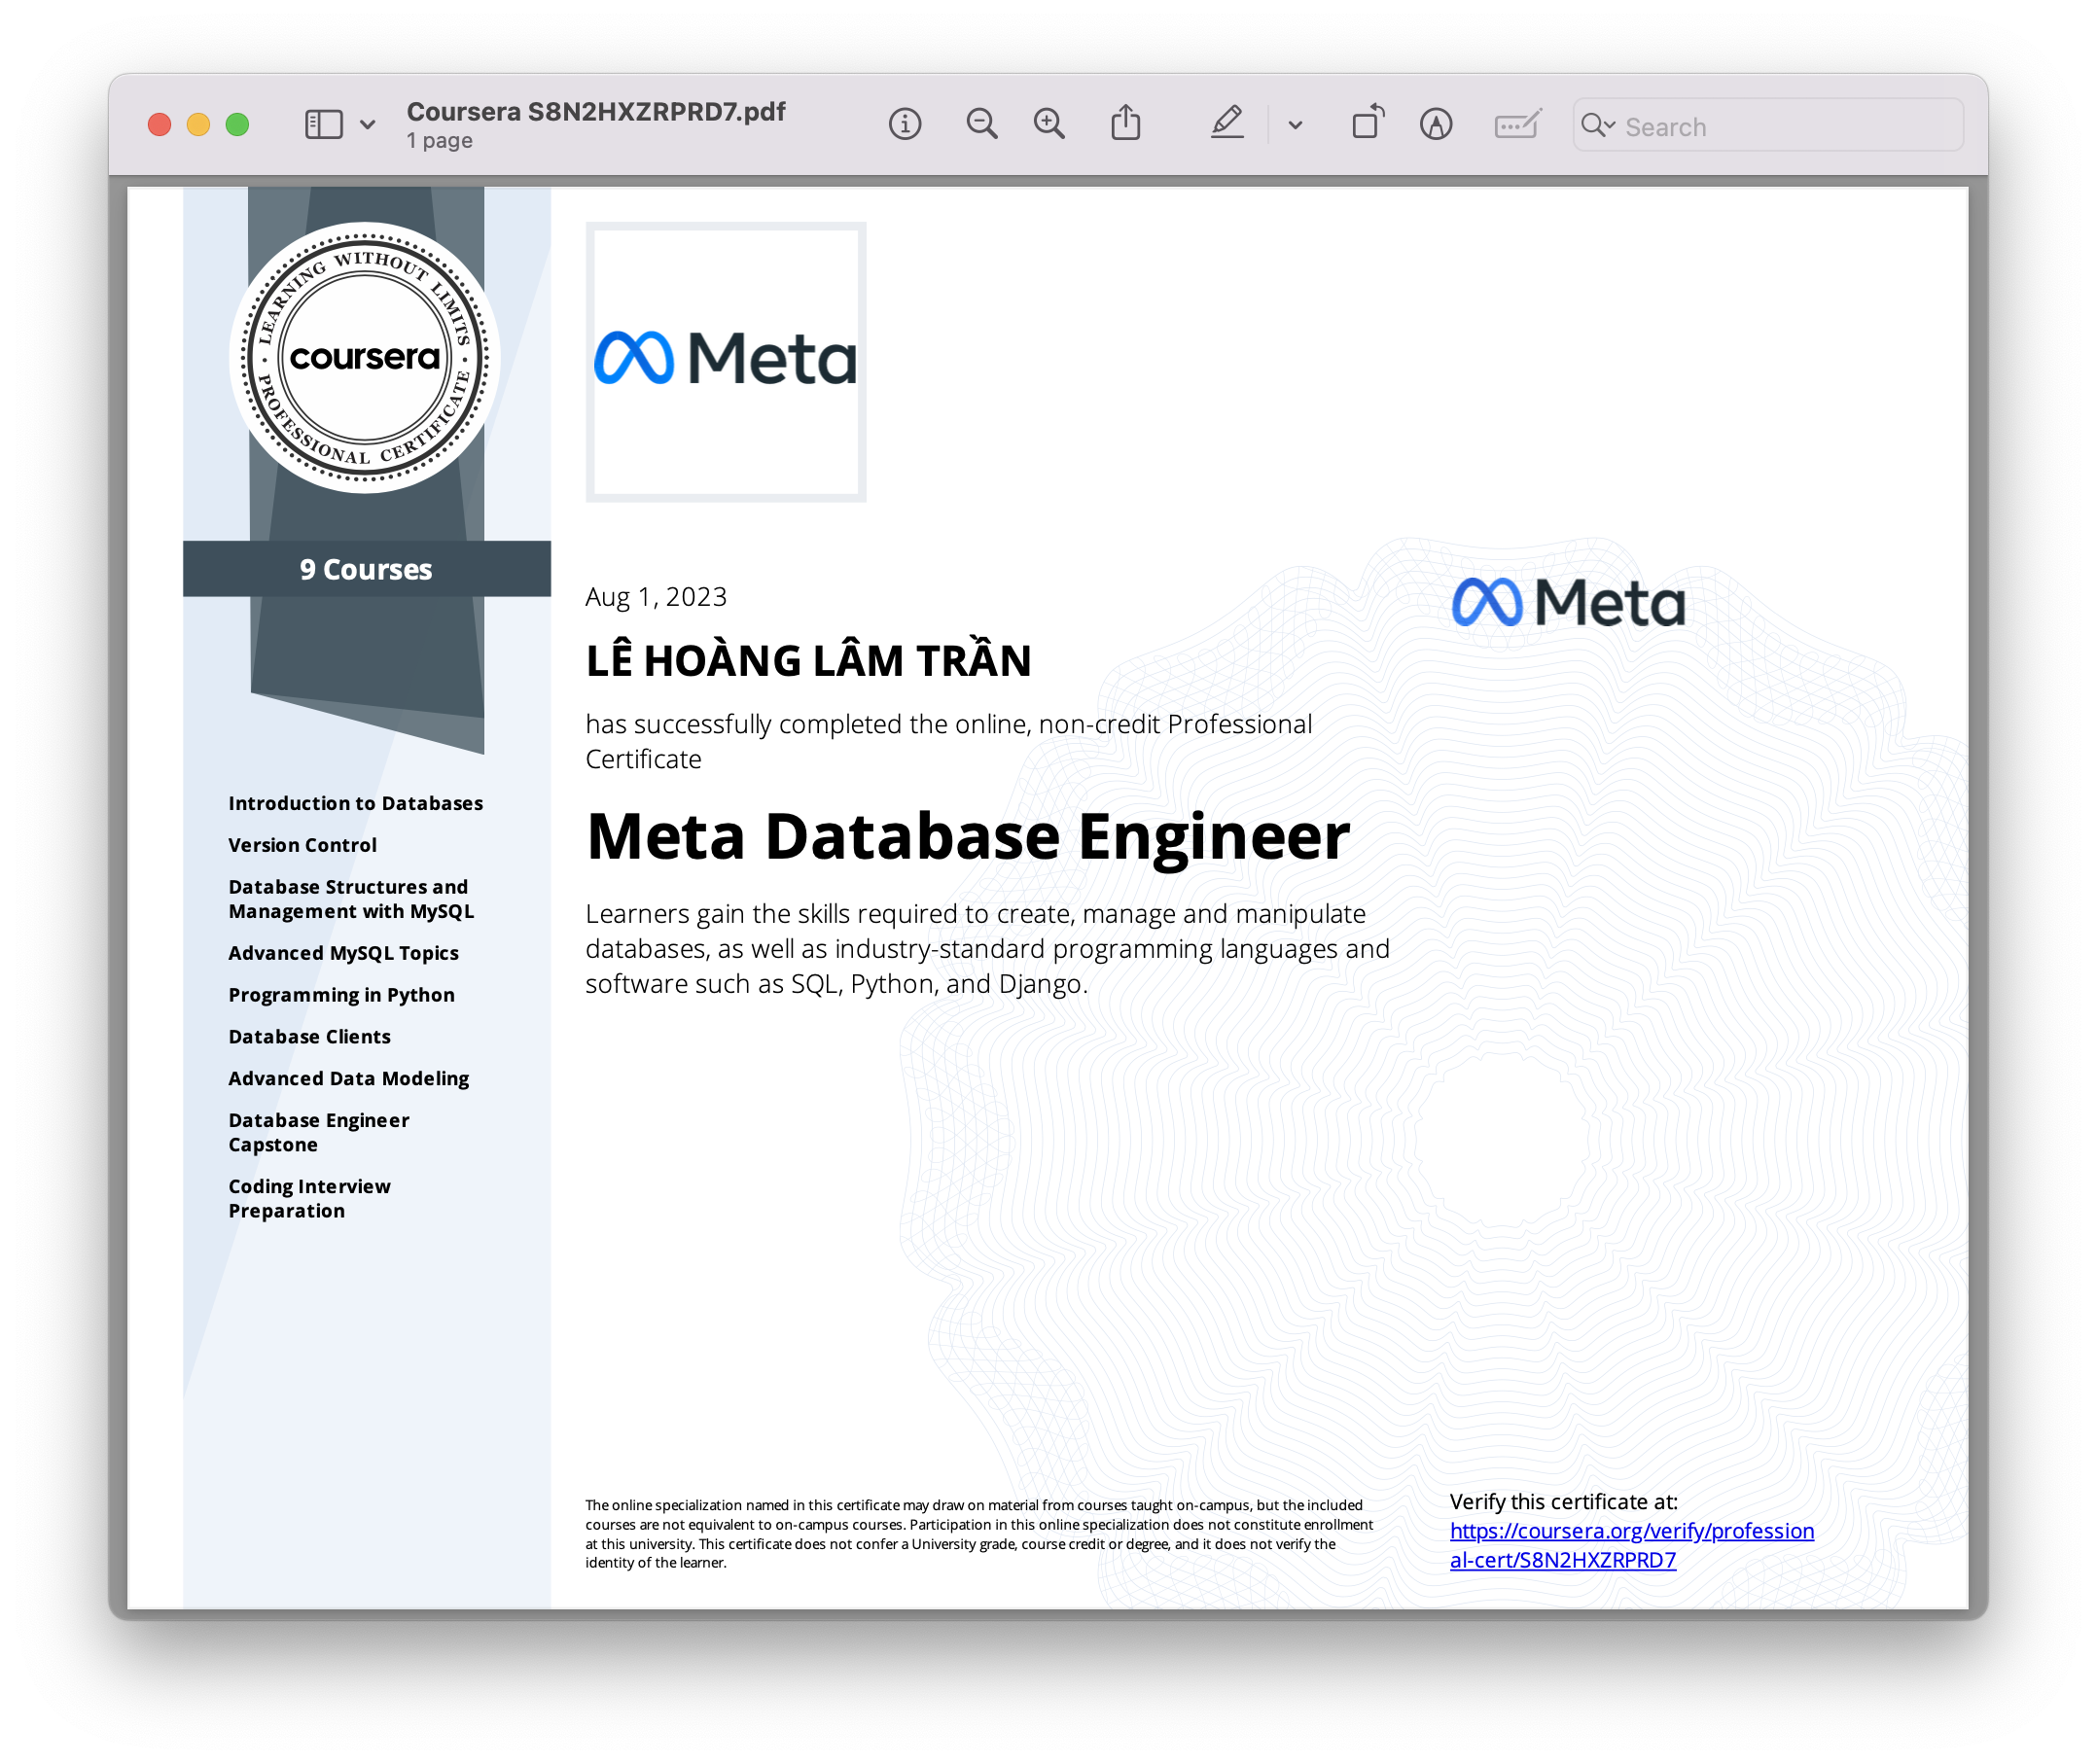 Coursera S8N2HXZRPRD7.pdf
1 page
Search
LEARNING WITHOUT LIMITS
coursera
PROFESSIONAL CERTIFICATE
9 Courses
Introduction to Databases
Version Control
Database Structures and
Management with MySQL
Advanced MySQL Topics
Programming in Python
Database Clients
Advanced Data Modeling
Database Engineer
Capstone
Coding Interview
Preparation
Meta
Aug 1, 2023
Meta
LÊ HOÀNG LÂM TRẦN
has successfully completed the online, non-credit Professional
Certificate
Meta Database Engineer
Learners gain the skills required to create, manage and manipulate
databases, as well as industry-standard programming languages and
software such as SQL, Python, and Django.
The online specialization named in this certificate may draw on material from courses taught on-campus, but the included
courses are not equivalent to on-campus courses. Participation in this online specialization does not constitute enrollment
at this university. This certificate does not confer a University grade, course credit or degree, and it does not verify the
identity of the learner.
Verify this certificate at:
https://coursera.org/verify/profession
al-cert/S8N2HXZRPRD7